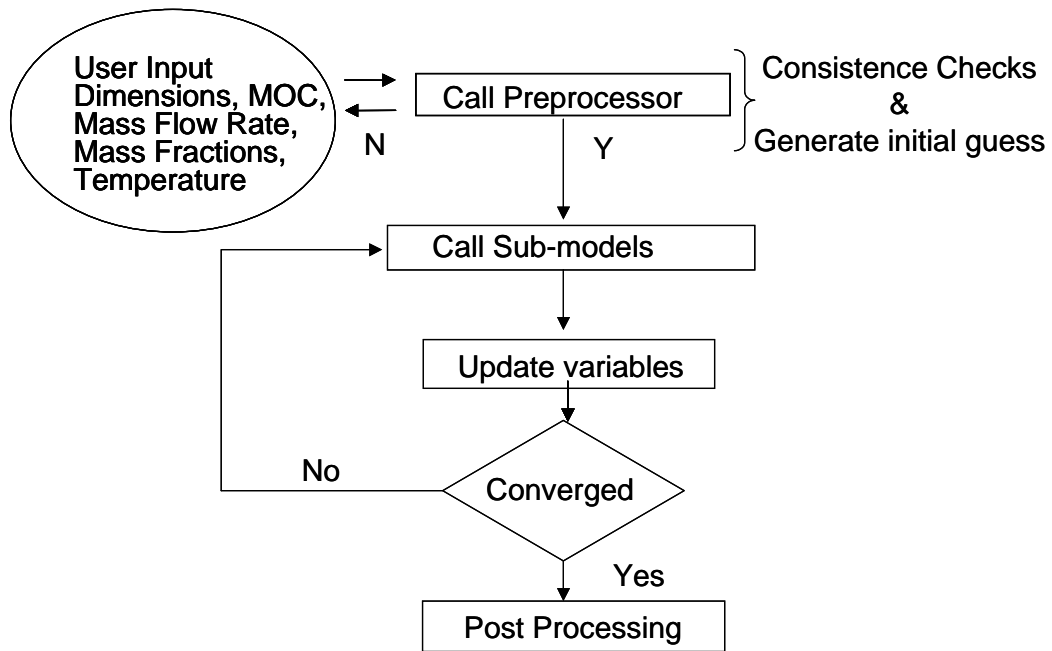 User Input
Dimensions, MOC,
Mass Flow Rate,
Mass Fractions,
Temperature
Call Preprocessor
Consistence Checks
&
Generate initial guess
N
Y
Call Sub-models
Update variables
No
Converged
Yes
Post Processing